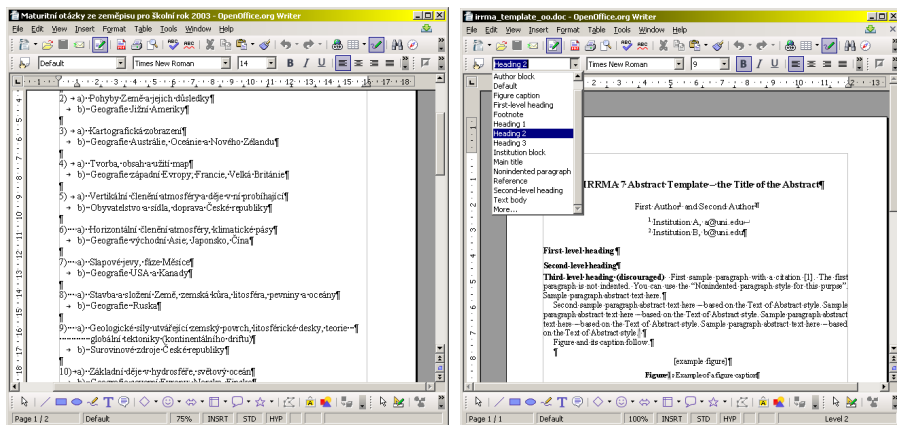 Maturitní otázky ze zeměpisu pro školní rok 2003 - OpenOffice.org Writer
File Edit View Insert Format Table Tools Window Help
Default Times New Roman 14 B I U
2) → a)··Pohyby·Země·a·jejich·důsledky¶
→ b)··Geografie·Jižní·Ameriky¶
¶
3) → a)··Kartografická·zobrazení¶
→ b)··Geografie·Austrálie,·Oceánie·a·Nového·Zélandu¶
¶
4) → a)··Tvorba,·obsah·a·užití·map¶
→ b)··Geografie·západní·Evropy,·Francie,·Velká·Británie¶
¶
5) → a)··Vertikální·členění·atmosféry·a·děje·v·ní·probíhající¶
→ b)··Obyvatelstvo·a·sídla,·doprava·České·republiky¶
¶
6)····a)··Horizontální·členění·atmosféry,·klimatické·pásy¶
→ b)··Geografie·východní·Asie,·Japonsko,·Čína¶
¶
7)····a)··Slapové·jevy,·fáze·Měsíce¶
→ b)··Geografie·USA·a·Kanady¶
¶
8)····a)··Stavba·a·složení·Země,·zemská·kůra,·litosféra,·pevniny·a·oceány¶
→ b)··Geografie··Ruska¶
¶
9)····a)··Geologické·síly·utvářející·zemský·povrch,·litosférické·desky,·teorie··¶
globální·tektoniky·(kontinentálního·driftu)¶
→ b)··Surovinové·zdroje·České·republiky¶
¶
10)→a)··Základní·děje·v·hydrosféře,·světový·oceán¶
Page 1 / 2 Default 75% INSRT STD HYP
irrma_template_oo.doc - OpenOffice.org Writer
File Edit View Insert Format Table Tools Window Help
Heading 2 Times New Roman 9 B I U
Author block
Default
Figure caption
First-level heading
Footnote
Heading 1
Heading 2
Heading 3
Institution block
Main title
Nonindented paragraph
Reference
Second-level heading
Text body
More...
IRRMA·7·Abstract·Template·–·the·Title·of·the·Abstract¶
First·Author¹·and·Second·Author²¶
¹·Institution·A,·a@uni.edu↵
²·Institution·B,·b@uni.edu¶
First·level·heading¶
Second·level·heading¶
Third·level·heading·(discouraged)··First·sample·paragraph·with·a·citation·[1].·The·first
paragraph·is·not·indented.·You·can·use·the·"Nonindented·paragraph·style·for·this·purpse".
Sample·paragraph·abstract·text·here.¶
Second·sample·paragraph·abstract·text·here·–·based·on·the·Text·of·Abstract·style.·Sample
paragraph·abstract·text·here·–·based·on·the·Text·of·Abstract·style.·Sample·paragraph·abstract
text·here·–·based·on·the·Text·of·Abstract·style.·Sample·paragraph·abstract·text·here·–·based
on·the·Text·of·Abstract·style.¶
Figure·and·its·caption·follow.¶
¶
[example·figure]¶
Figure·1·Example·of·a·figure·caption¶
Page 1 / 1 Default 100% INSRT STD HYP Level 2